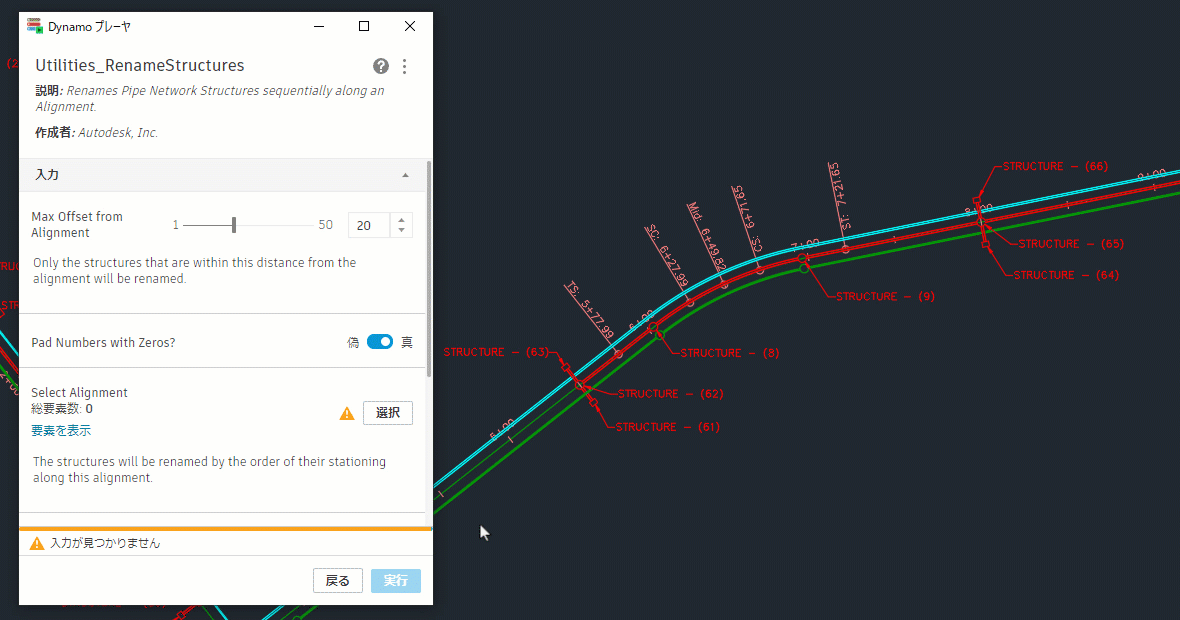 Dynamo プレーヤ
Utilities_RenameStructures
説明: Renames Pipe Network Structures sequentially along an
Alignment.
作成者: Autodesk, Inc.
入力
Max Offset from
Alignment
1
50
20
Only the structures that are within this distance from the
alignment will be renamed.
Pad Numbers with Zeros?
偽
真
Select Alignment
総要素数: 0
選択
要素を表示
The structures will be renamed by the order of their stationing
along this alignment.
入力が見つかりません
戻る
実行
STRUCTURE - (66)
STRUCTURE - (65)
STRUCTURE - (64)
STRUCTURE - (9)
STRUCTURE - (8)
STRUCTURE - (63)
STRUCTURE - (62)
STRUCTURE - (61)
TS: 5+77.99
SC: 6+27.99
Mid: 6+49.82
CS: 6+71.65
ST: 7+21.65
5+00
6+00
7+00
8+00
9+00
2+00